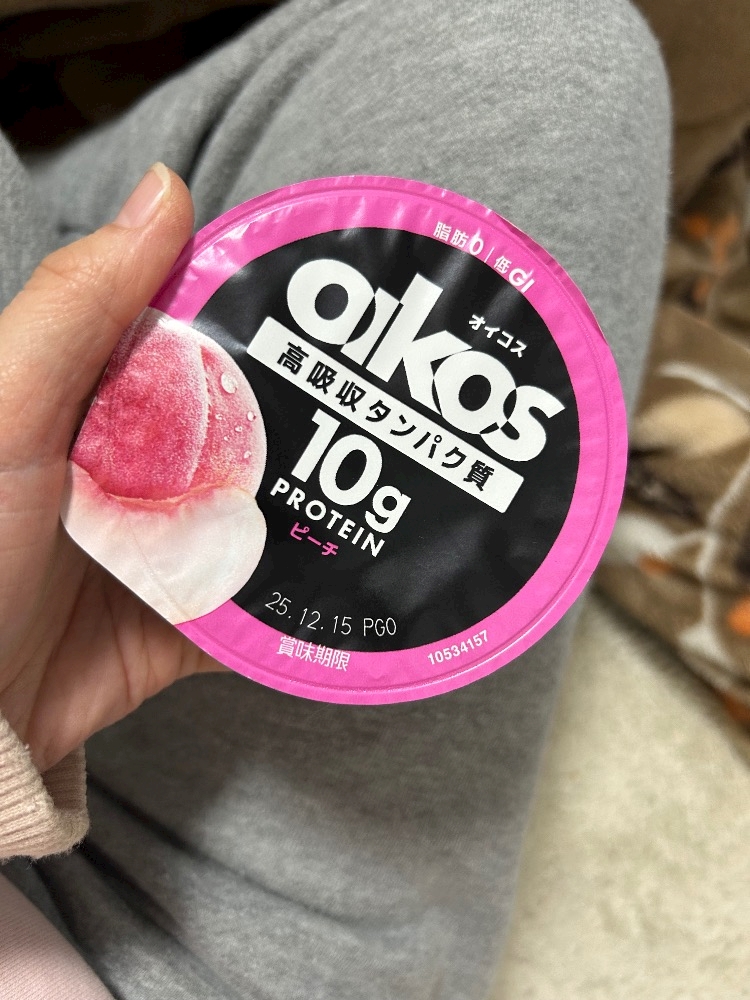 脂肪0 | 低GI
oikos
オイコス
高吸収タンパク質
10g
PROTEIN
ピーチ
25.12.15 PGO
賞味期限
10534157